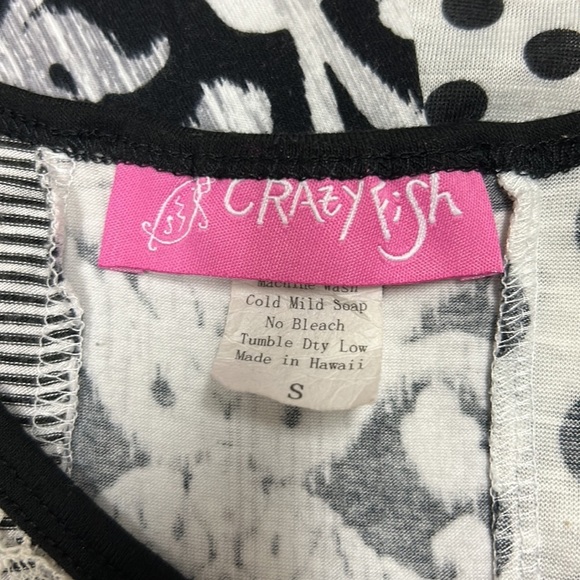 CRAZY FISH
Machine Wash
Cold Mild Soap
No Bleach
Tumble Dty Low
Made in Hawaii
S